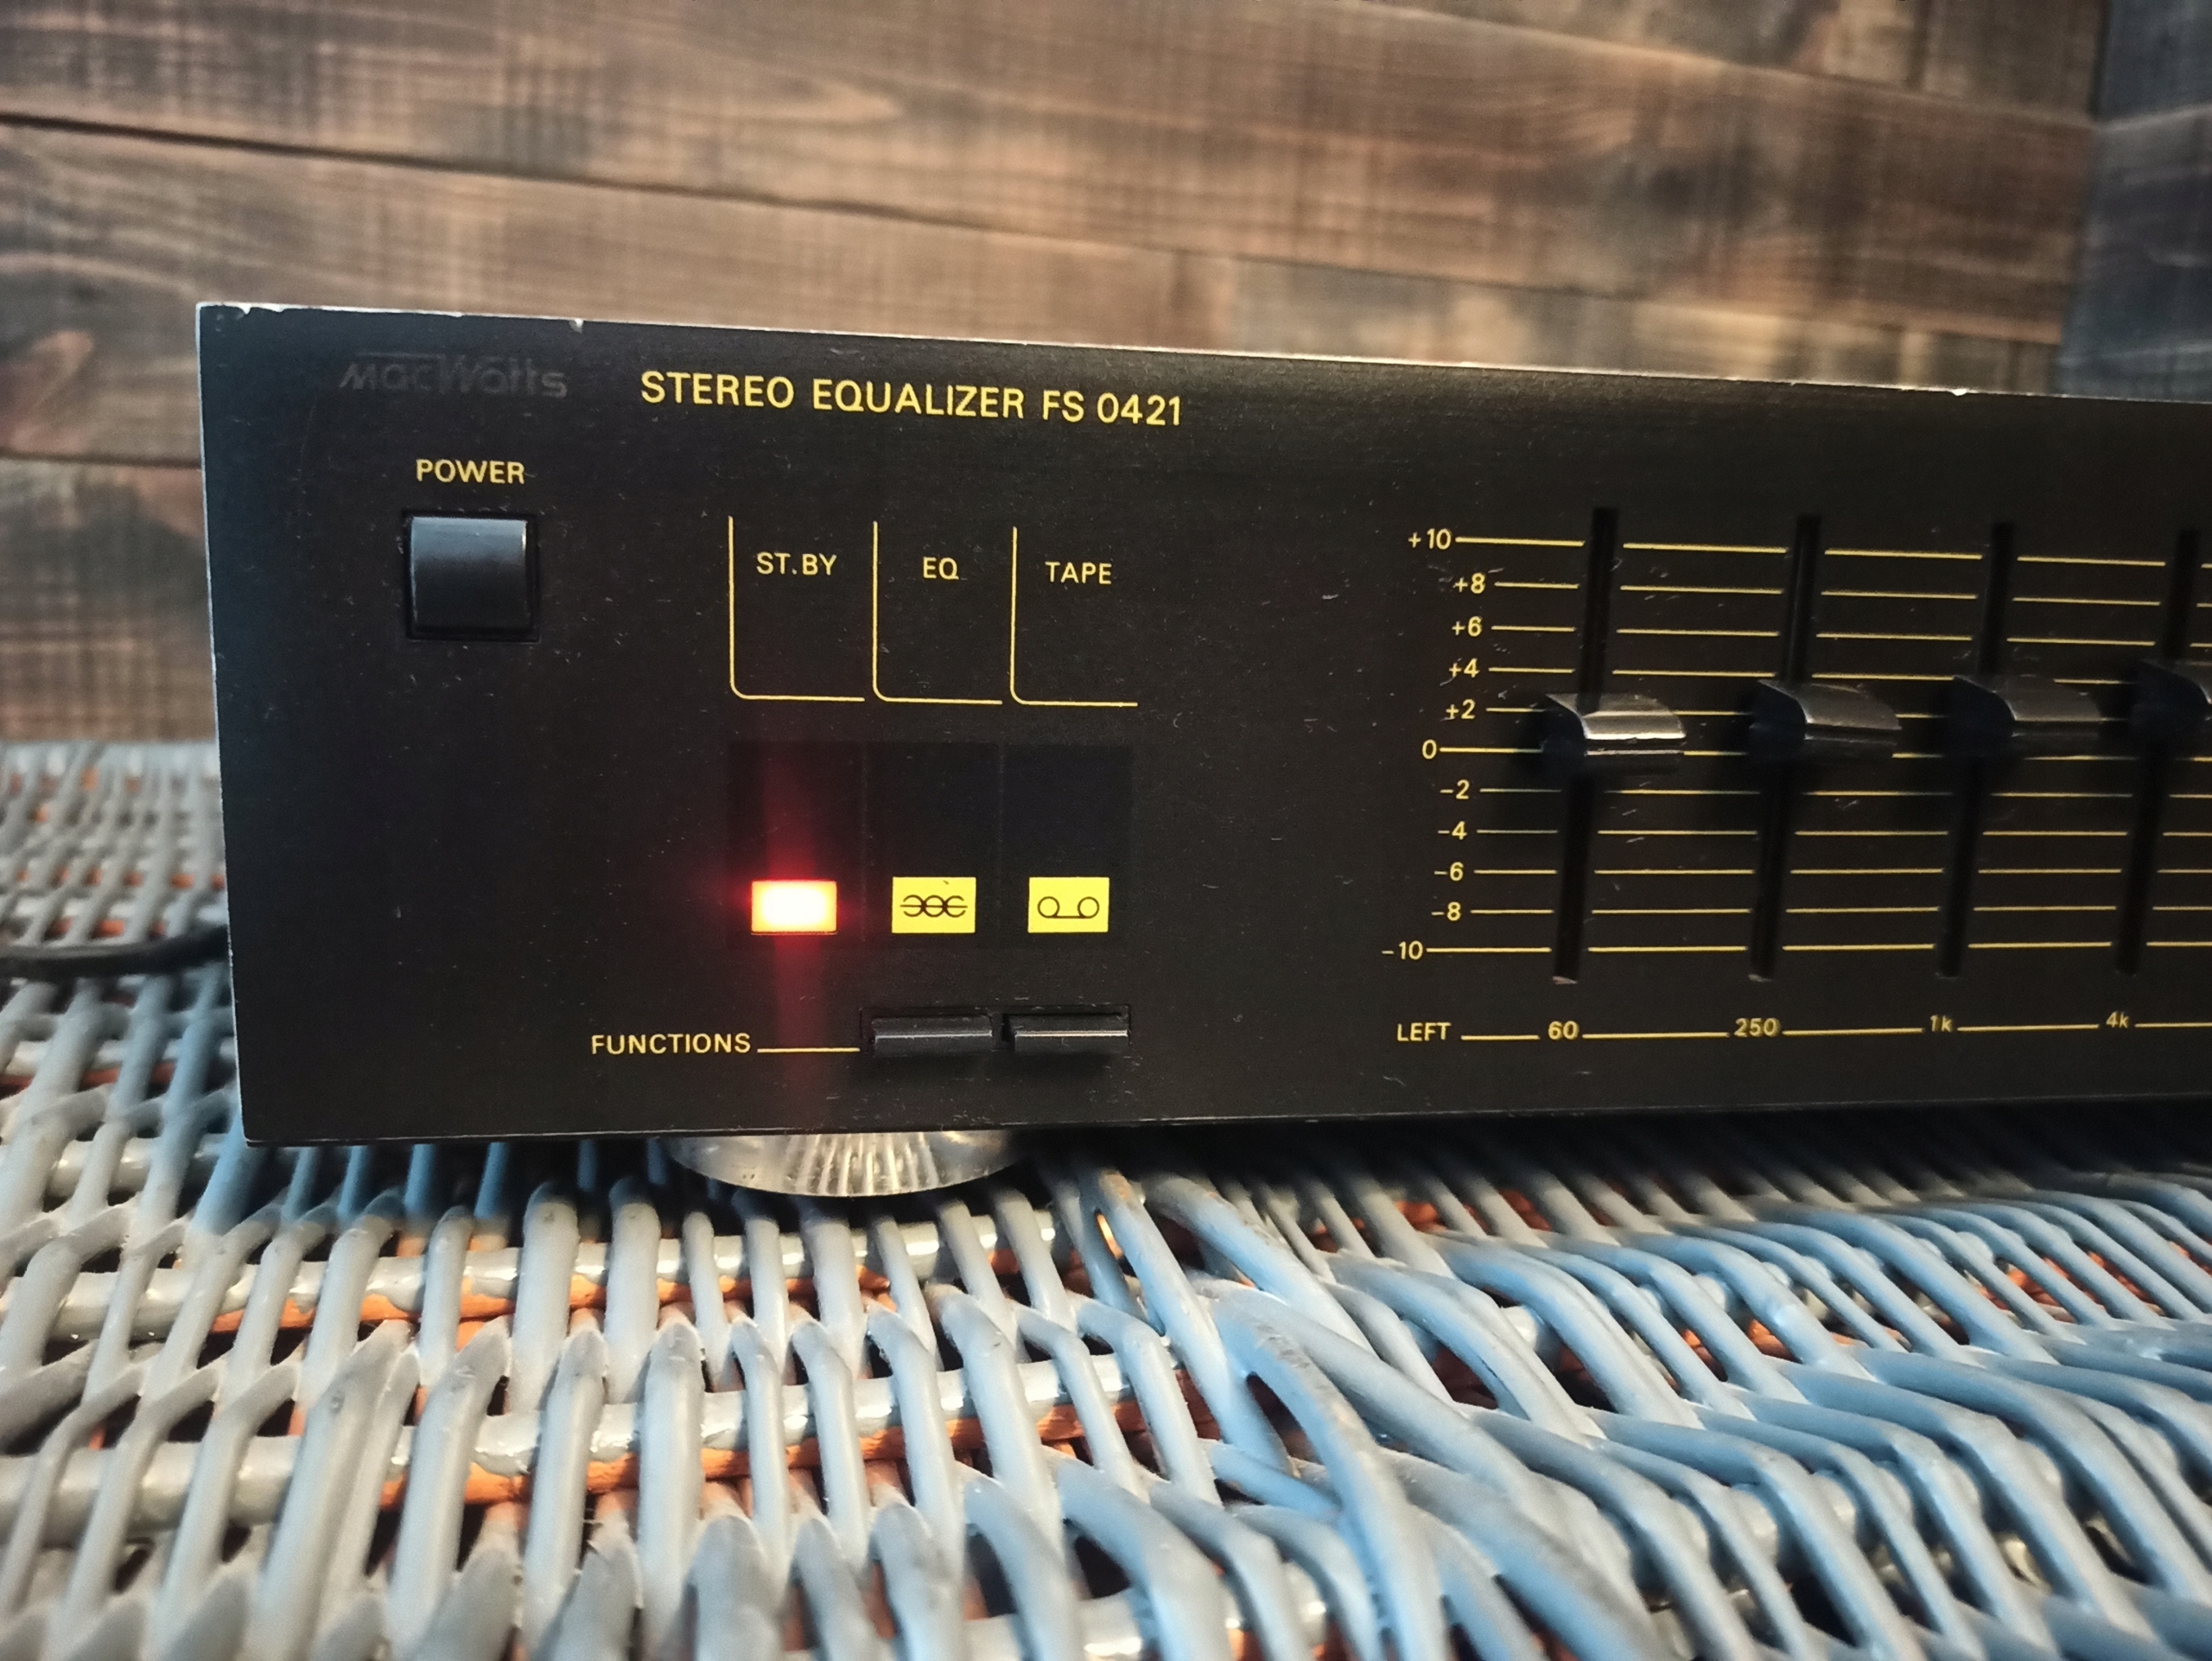 MacWatts
STEREO EQUALIZER FS 0421
POWER
ST.BY EQ TAPE
+10
+8
+6
+4
+2
0
-2
-4
-6
-8
-10
FUNCTIONS
LEFT 60 250 1k 4k